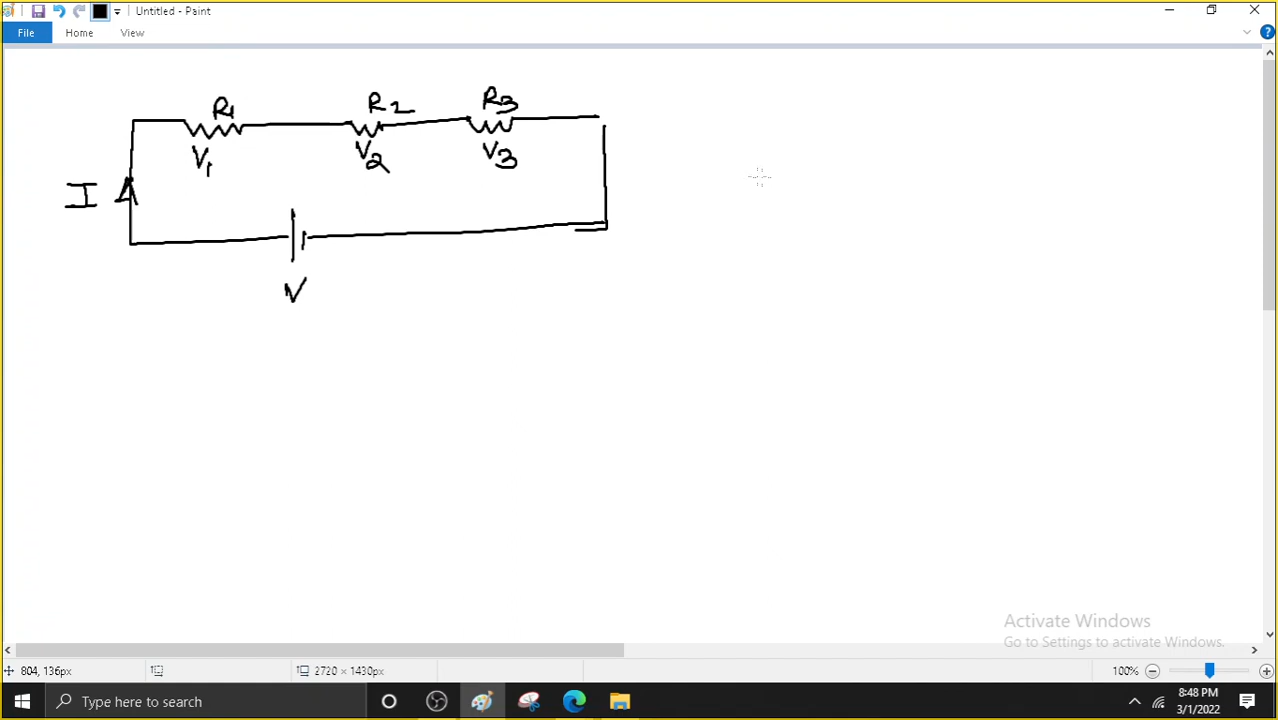 Untitled - Paint
File Home View
R1 R2 R3
V1 V2 V3
I
V
Activate Windows
Go to Settings to activate Windows.
804, 136px 2720 × 1430px 100%
Type here to search
8:48 PM
3/1/2022